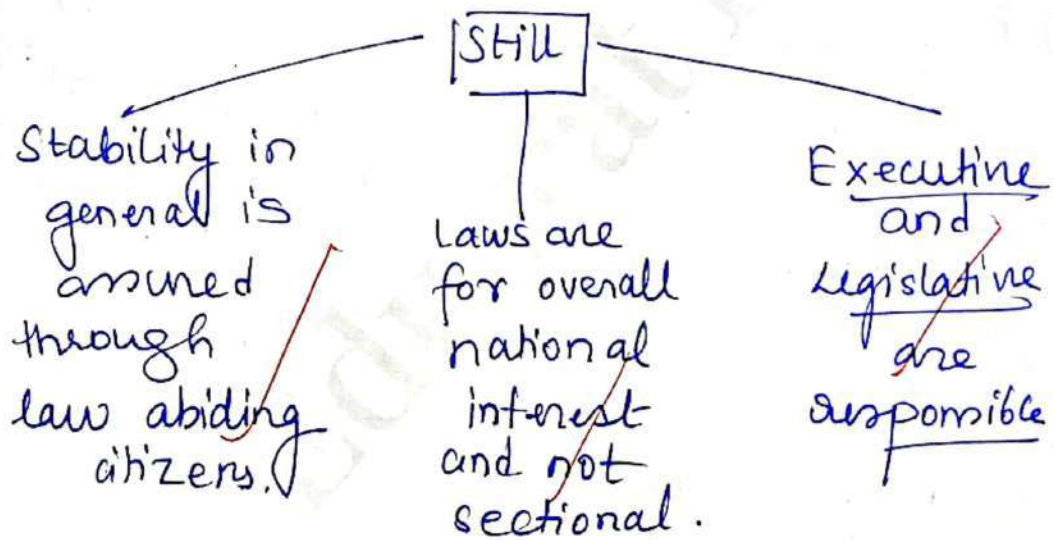 Still
Stability in
general is
assured
through
law abiding
citizens.
Laws are
for overall
national
interest
and not
sectional.
Executive
and
Legislative
are
responsible